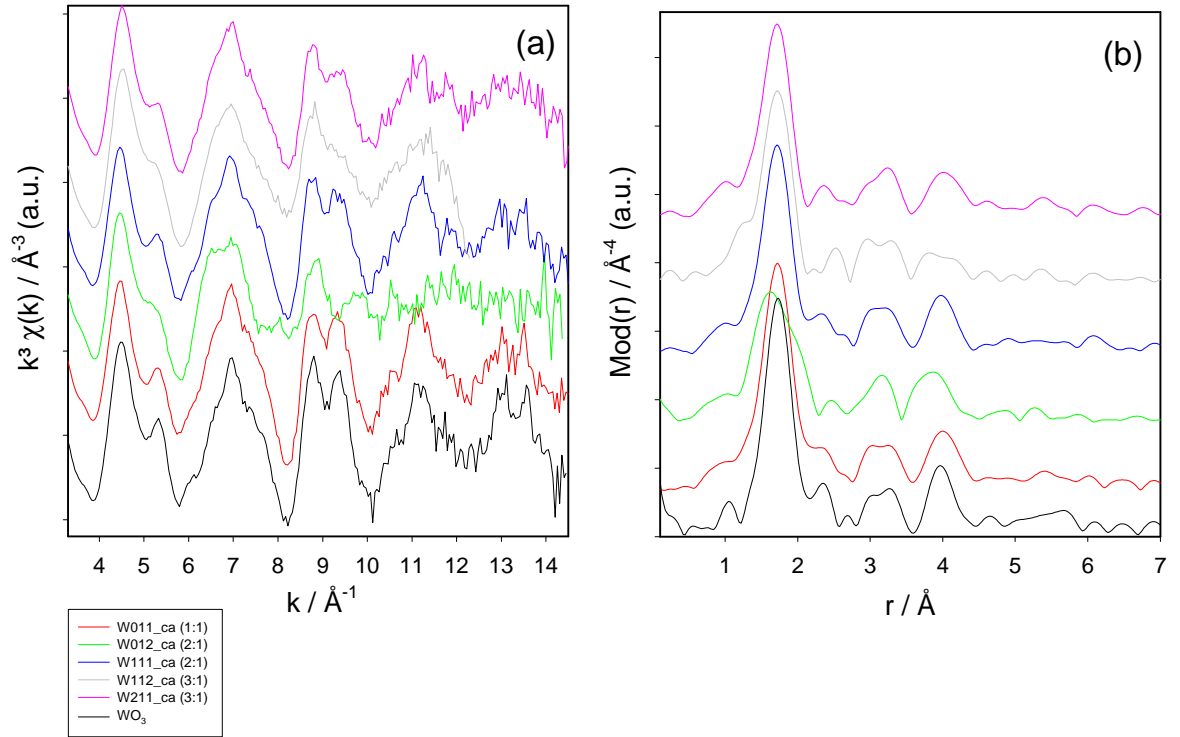 (a)
k³ χ(k) / Å⁻³ (a.u.)
4 5 6 7 8 9 10 11 12 13 14
k / Å⁻¹
(b)
Mod(r) / Å⁻⁴ (a.u.)
1 2 3 4 5 6 7
r / Å
W011_ca (1:1)
W012_ca (2:1)
W111_ca (2:1)
W112_ca (3:1)
W211_ca (3:1)
WO₃